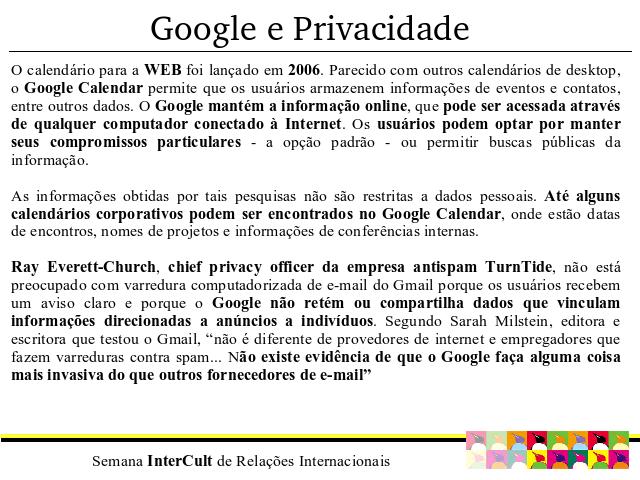 Google e Privacidade
O calendário para a WEB foi lançado em 2006. Parecido com outros calendários de desktop,
o Google Calendar permite que os usuários armazenem informações de eventos e contatos,
entre outros dados. O Google mantém a informação online, que pode ser acessada através
de qualquer computador conectado à Internet. Os usuários podem optar por manter
seus compromissos particulares - a opção padrão - ou permitir buscas públicas da
informação.
As informações obtidas por tais pesquisas não são restritas a dados pessoais. Até alguns
calendários corporativos podem ser encontrados no Google Calendar, onde estão datas
de encontros, nomes de projetos e informações de conferências internas.
Ray Everett-Church, chief privacy officer da empresa antispam TurnTide, não está
preocupado com varredura computadorizada de e-mail do Gmail porque os usuários recebem
um aviso claro e porque o Google não retém ou compartilha dados que vinculam
informações direcionadas a anúncios a indivíduos. Segundo Sarah Milstein, editora e
escritora que testou o Gmail, “não é diferente de provedores de internet e empregadores que
fazem varreduras contra spam... Não existe evidência de que o Google faça alguma coisa
mais invasiva do que outros fornecedores de e-mail”
Semana InterCult de Relações Internacionais